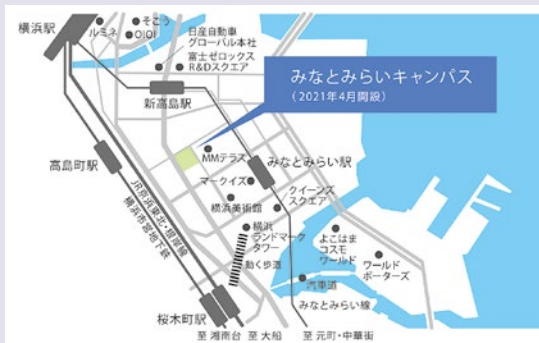 横浜駅
ルミネ
そごう
OIOI
日産自動車
グローバル本社
富士ゼロックス
R&Dスクエア
みなとみらいキャンパス
(2021年4月開設)
新高島駅
高島町駅
MMテラス
みなとみらい駅
マークイズ
クイーンズ
スクエア
横浜美術館
JR京浜東北・根岸線
横浜市営地下鉄
横浜
ランドマーク
タワー
動く歩道
よこはま
コスモ
ワールド
ワールド
ポーターズ
汽車道
みなとみらい線
桜木町駅
至 湘南台
至 大船
至 元町・中華街